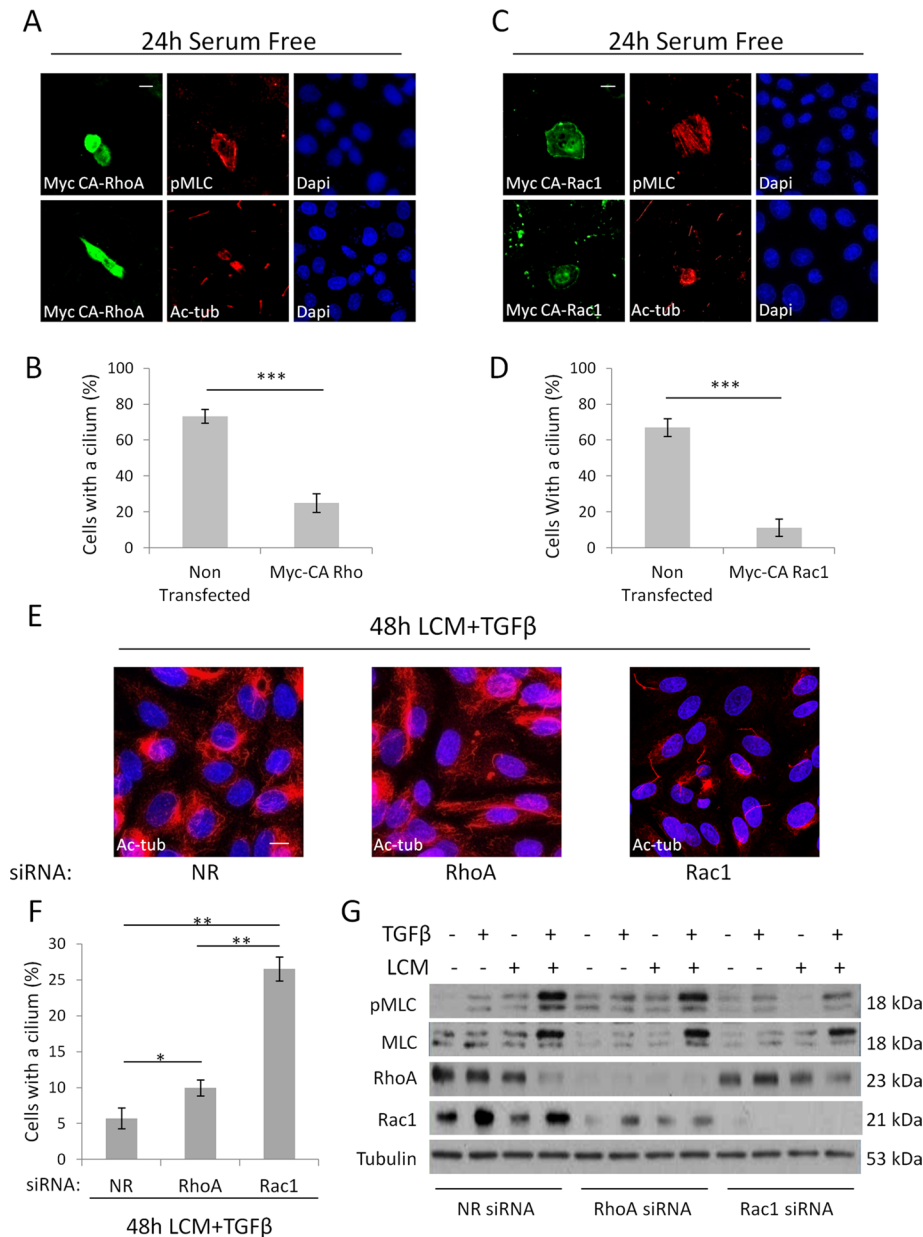 A
24h Serum Free
Myc CA-RhoA
pMLC
Dapi
Myc CA-RhoA
Ac-tub
Dapi
C
24h Serum Free
Myc CA-Rac1
pMLC
Dapi
Myc CA-Rac1
Ac-tub
Dapi
B
Cells with a cilium (%)
100
80
60
40
20
0
***
Non
Transfected
Myc-CA Rho
D
Cells With a cilium (%)
100
80
60
40
20
0
***
Non
Transfected
Myc-CA Rac1
E
48h LCM+TGFβ
Ac-tub
Ac-tub
Ac-tub
siRNA: NR RhoA Rac1
F
Cells with a cilium (%)
30
25
20
15
10
5
0
**
**
*
siRNA: NR RhoA Rac1
48h LCM+TGFβ
G
TGFβ - + - + - + - + - + - +
LCM - - + + - - + + - - + +
pMLC 18 kDa
MLC 18 kDa
RhoA 23 kDa
Rac1 21 kDa
Tubulin 53 kDa
NR siRNA RhoA siRNA Rac1 siRNA